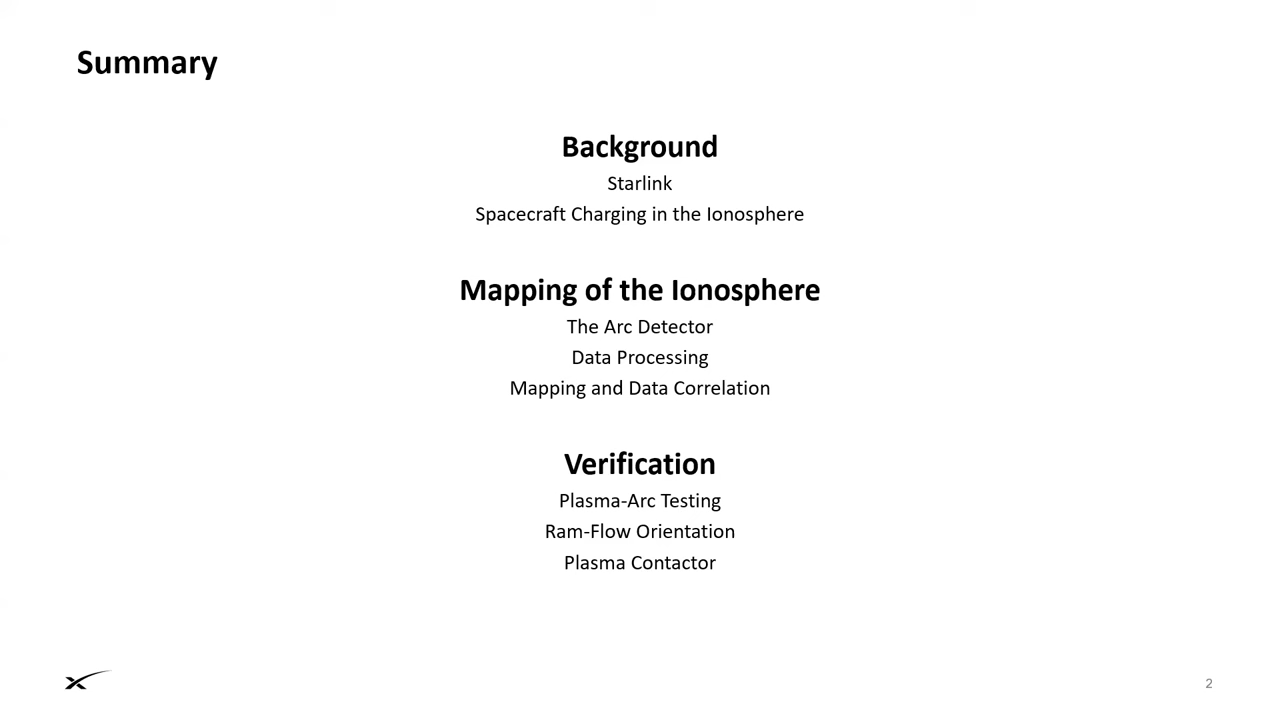 Summary
Background
Starlink
Spacecraft Charging in the Ionosphere
Mapping of the Ionosphere
The Arc Detector
Data Processing
Mapping and Data Correlation
Verification
Plasma-Arc Testing
Ram-Flow Orientation
Plasma Contactor
2